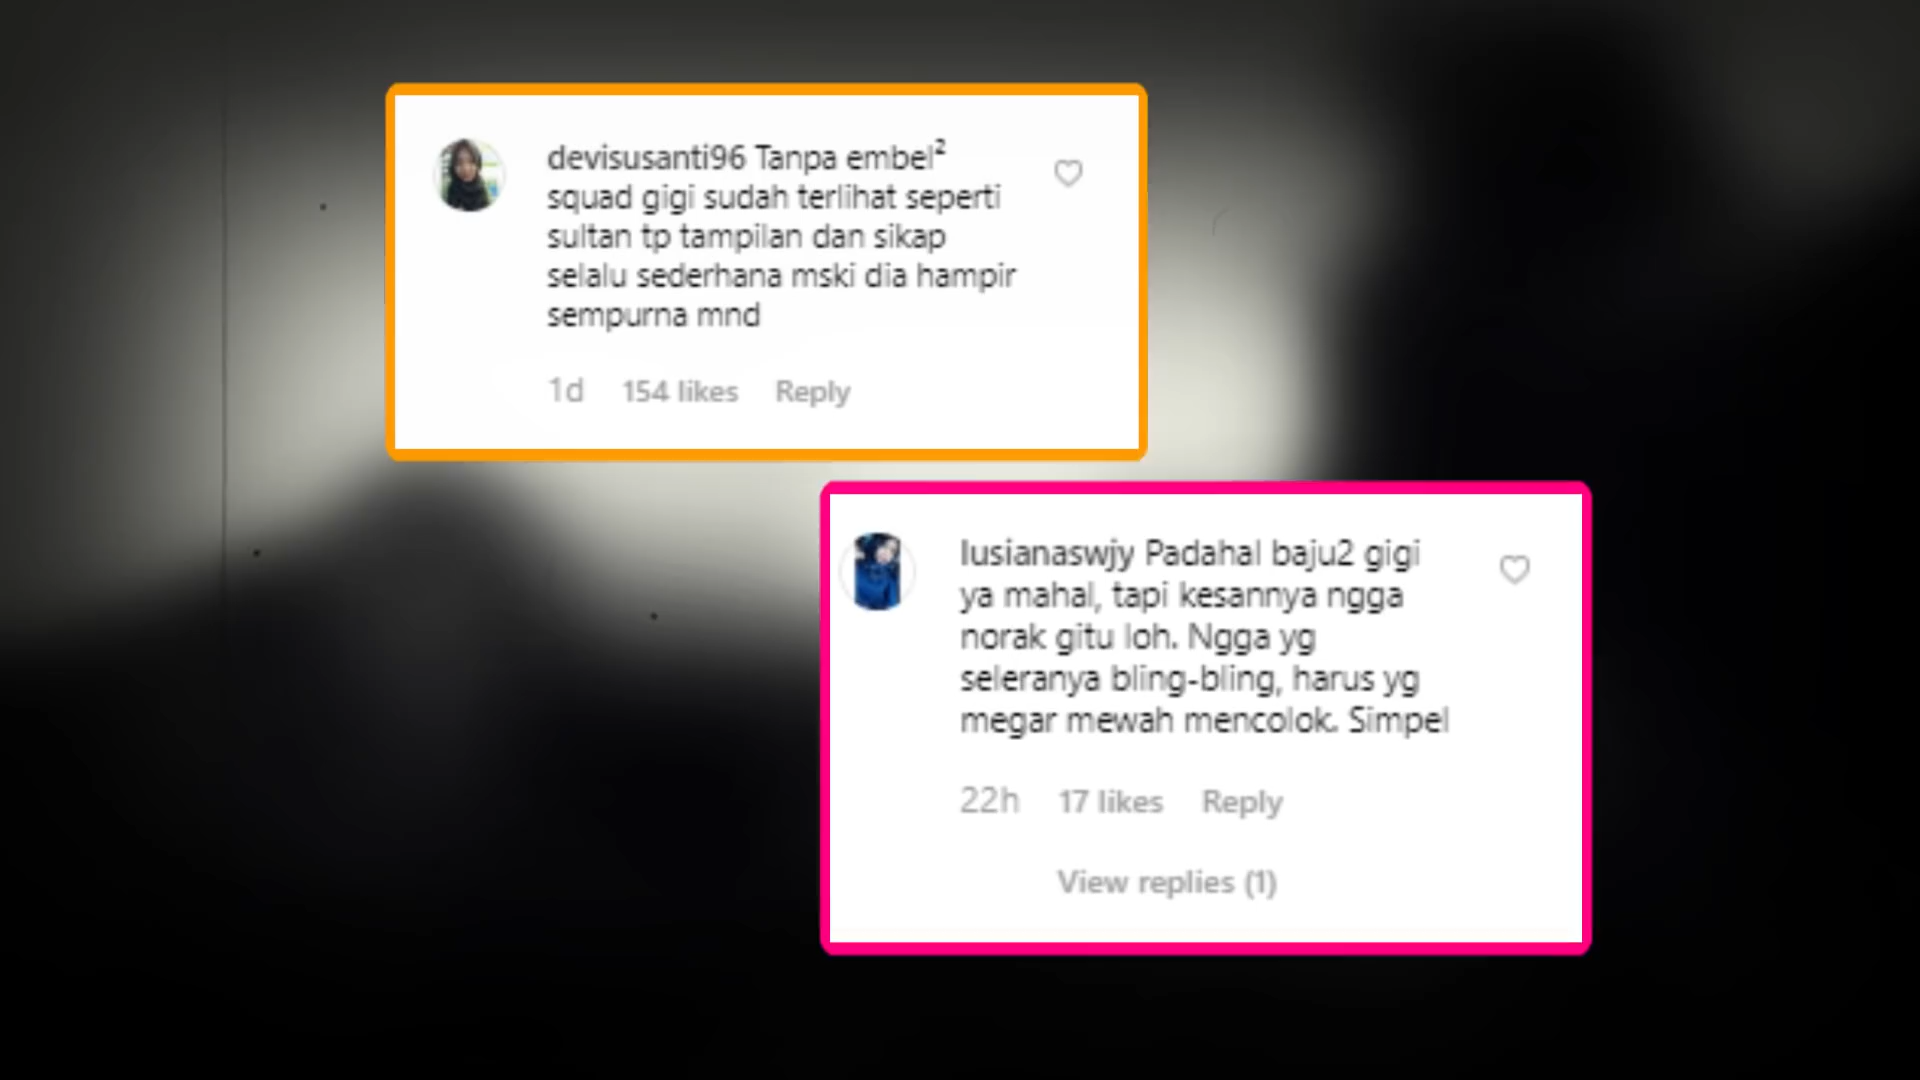 devisusanti96 Tanpa embel²
squad gigi sudah terlihat seperti
sultan tp tampilan dan sikap
selalu sederhana mski dia hampir
sempurna mnd
1d 154 likes Reply
lusianaswjy Padahal baju2 gigi
ya mahal, tapi kesannya ngga
norak gitu loh. Ngga yg
seleranya bling-bling, harus yg
megar mewah mencolok. Simpel
22h 17 likes Reply
View replies (1)